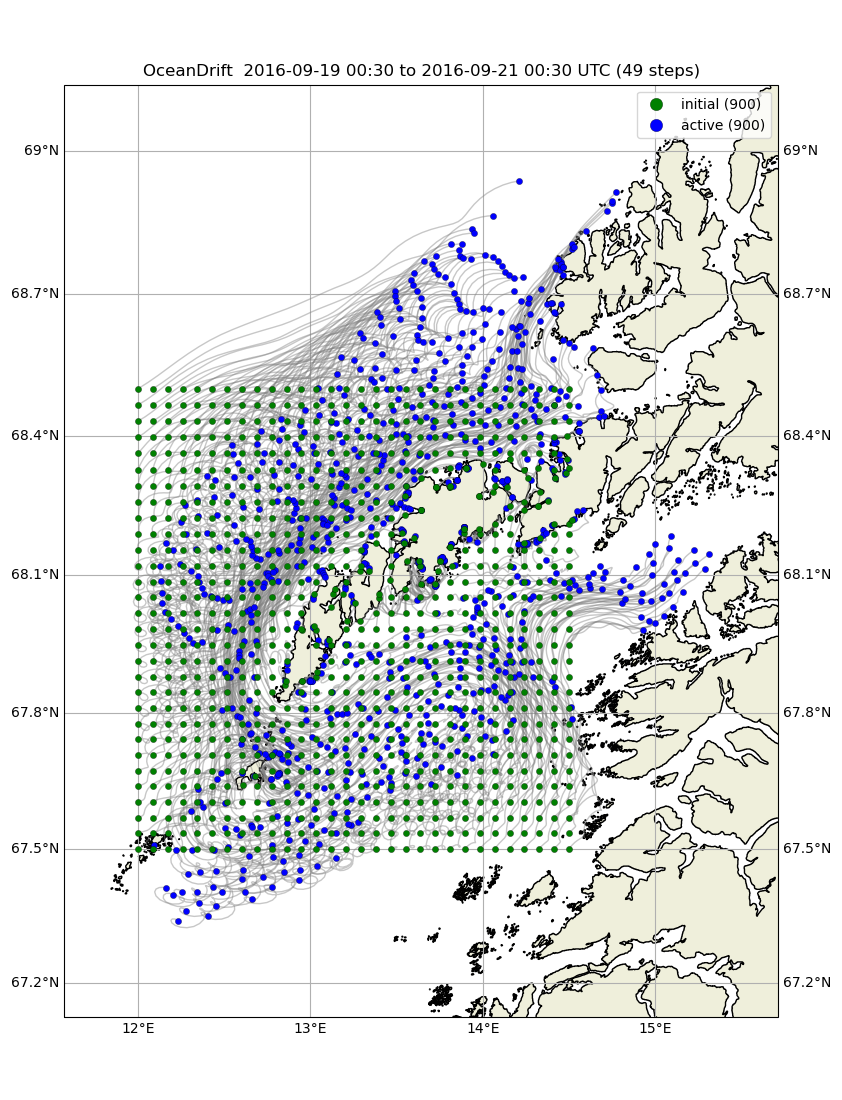 OceanDrift 2016-09-19 00:30 to 2016-09-21 00:30 UTC (49 steps)
initial (900)
active (900)
69°N 69°N
68.7°N 68.7°N
68.4°N 68.4°N
68.1°N 68.1°N
67.8°N 67.8°N
67.5°N 67.5°N
67.2°N 67.2°N
12°E 13°E 14°E 15°E